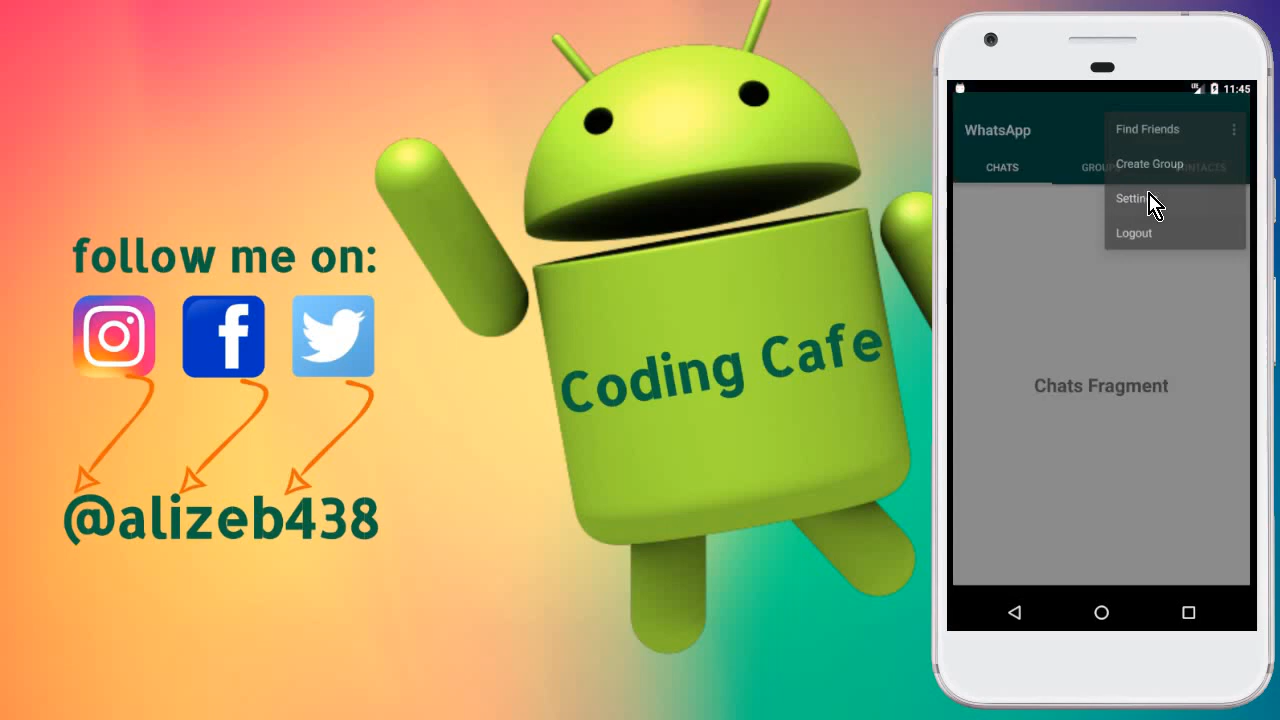 follow me on:
@alizeb438
Coding Cafe
11:45
WhatsApp
Find Friends
CHATS
Create Group
Logout
Chats Fragment